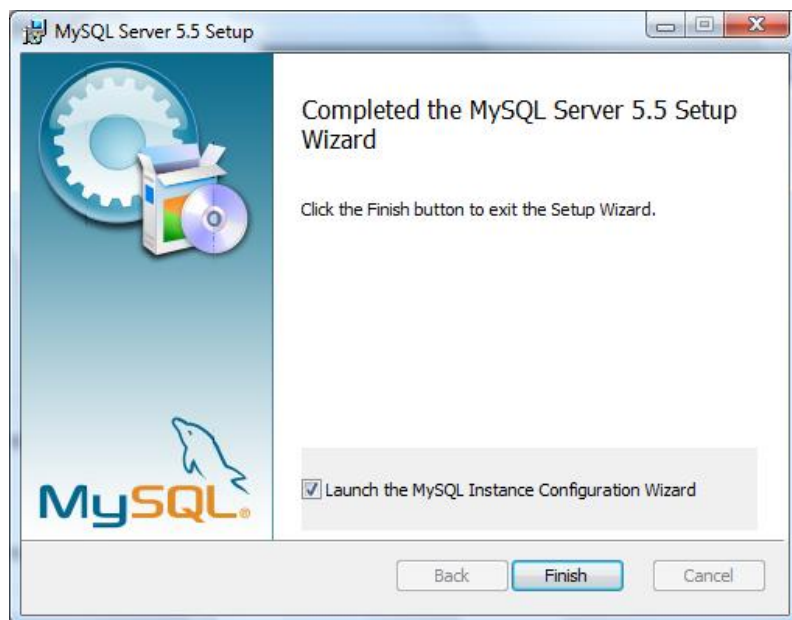 MySQL Server 5.5 Setup
Completed the MySQL Server 5.5 Setup
Wizard
Click the Finish button to exit the Setup Wizard.
Launch the MySQL Instance Configuration Wizard
MySQL®
Back Finish Cancel